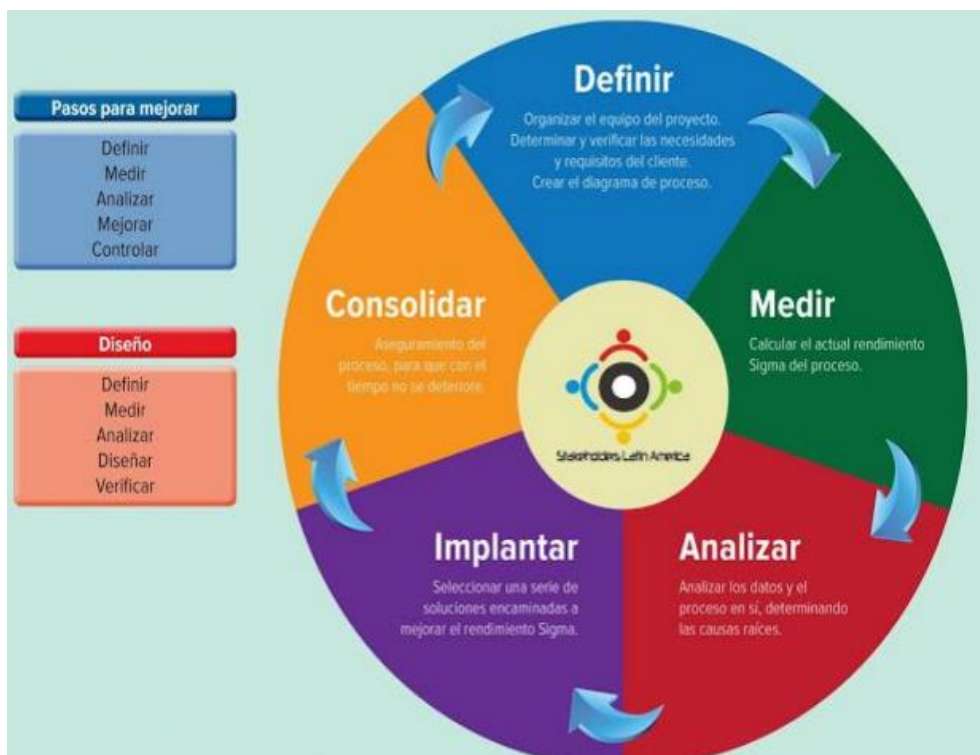 Pasos para mejorar
Definir
Medir
Analizar
Mejorar
Controlar
Diseño
Definir
Medir
Analizar
Diseñar
Verificar
Definir
Organizar el equipo del proyecto.
Determinar y verificar las necesidades
y requisitos del cliente.
Crear el diagrama de proceso.
Medir
Calcular el actual rendimiento
Sigma del proceso.
Analizar
Analizar los datos y el
proceso en sí, determinando
las causas raíces.
Implantar
Seleccionar una serie de
soluciones encaminadas a
mejorar el rendimiento Sigma.
Consolidar
Aseguramiento del
proceso, para que con el
tiempo no se deteriore.
Stakeholders Latin America